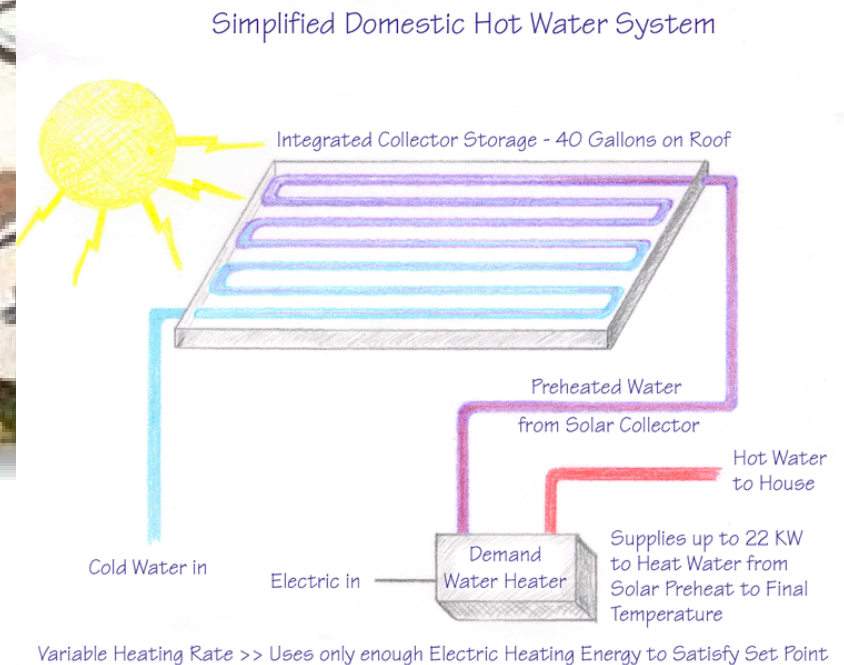 Simplified Domestic Hot Water System
Integrated Collector Storage - 40 Gallons on Roof
Preheated Water
from Solar Collector
Hot Water
to House
Cold Water in
Electric in
Demand
Water Heater
Supplies up to 22 KW
to Heat Water from
Solar Preheat to Final
Temperature
Variable Heating Rate >> Uses only enough Electric Heating Energy to Satisfy Set Point